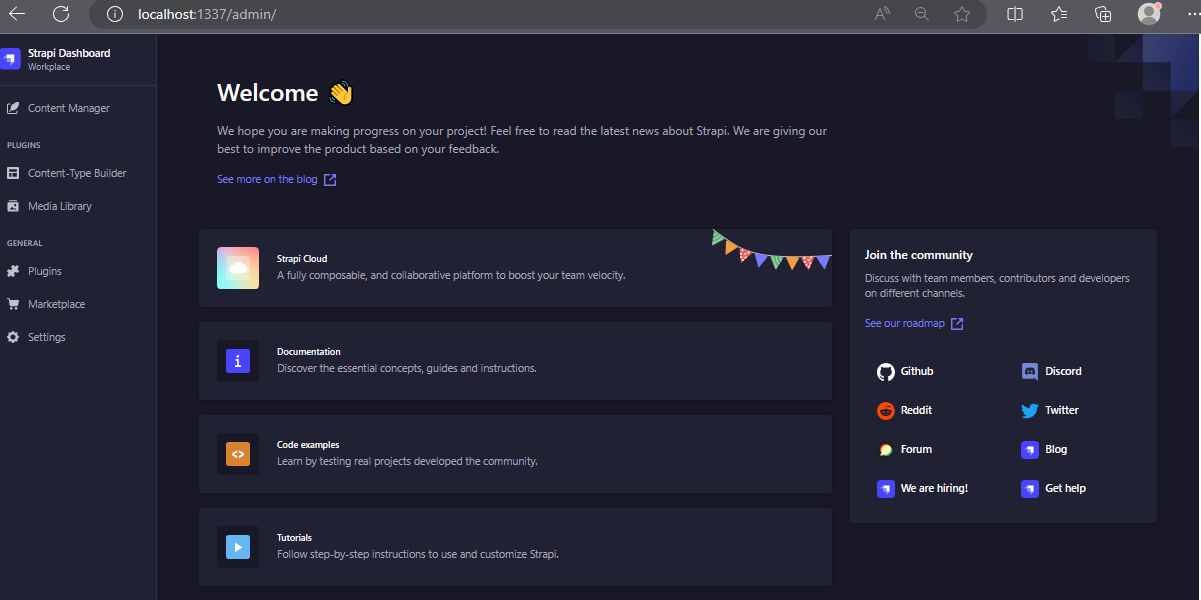 localhost:1337/admin/
Strapi Dashboard
Workplace
Content Manager
PLUGINS
Content-Type Builder
Media Library
GENERAL
Plugins
Marketplace
Settings
Welcome 👋
We hope you are making progress on your project! Feel free to read the latest news about Strapi. We are giving our
best to improve the product based on your feedback.
See more on the blog
Strapi Cloud
A fully composable, and collaborative platform to boost your team velocity.
Documentation
Discover the essential concepts, guides and instructions.
Code examples
Learn by testing real projects developed the community.
Tutorials
Follow step-by-step instructions to use and customize Strapi.
Join the community
Discuss with team members, contributors and developers
on different channels.
See our roadmap
Github
Discord
Reddit
Twitter
Forum
Blog
We are hiring!
Get help